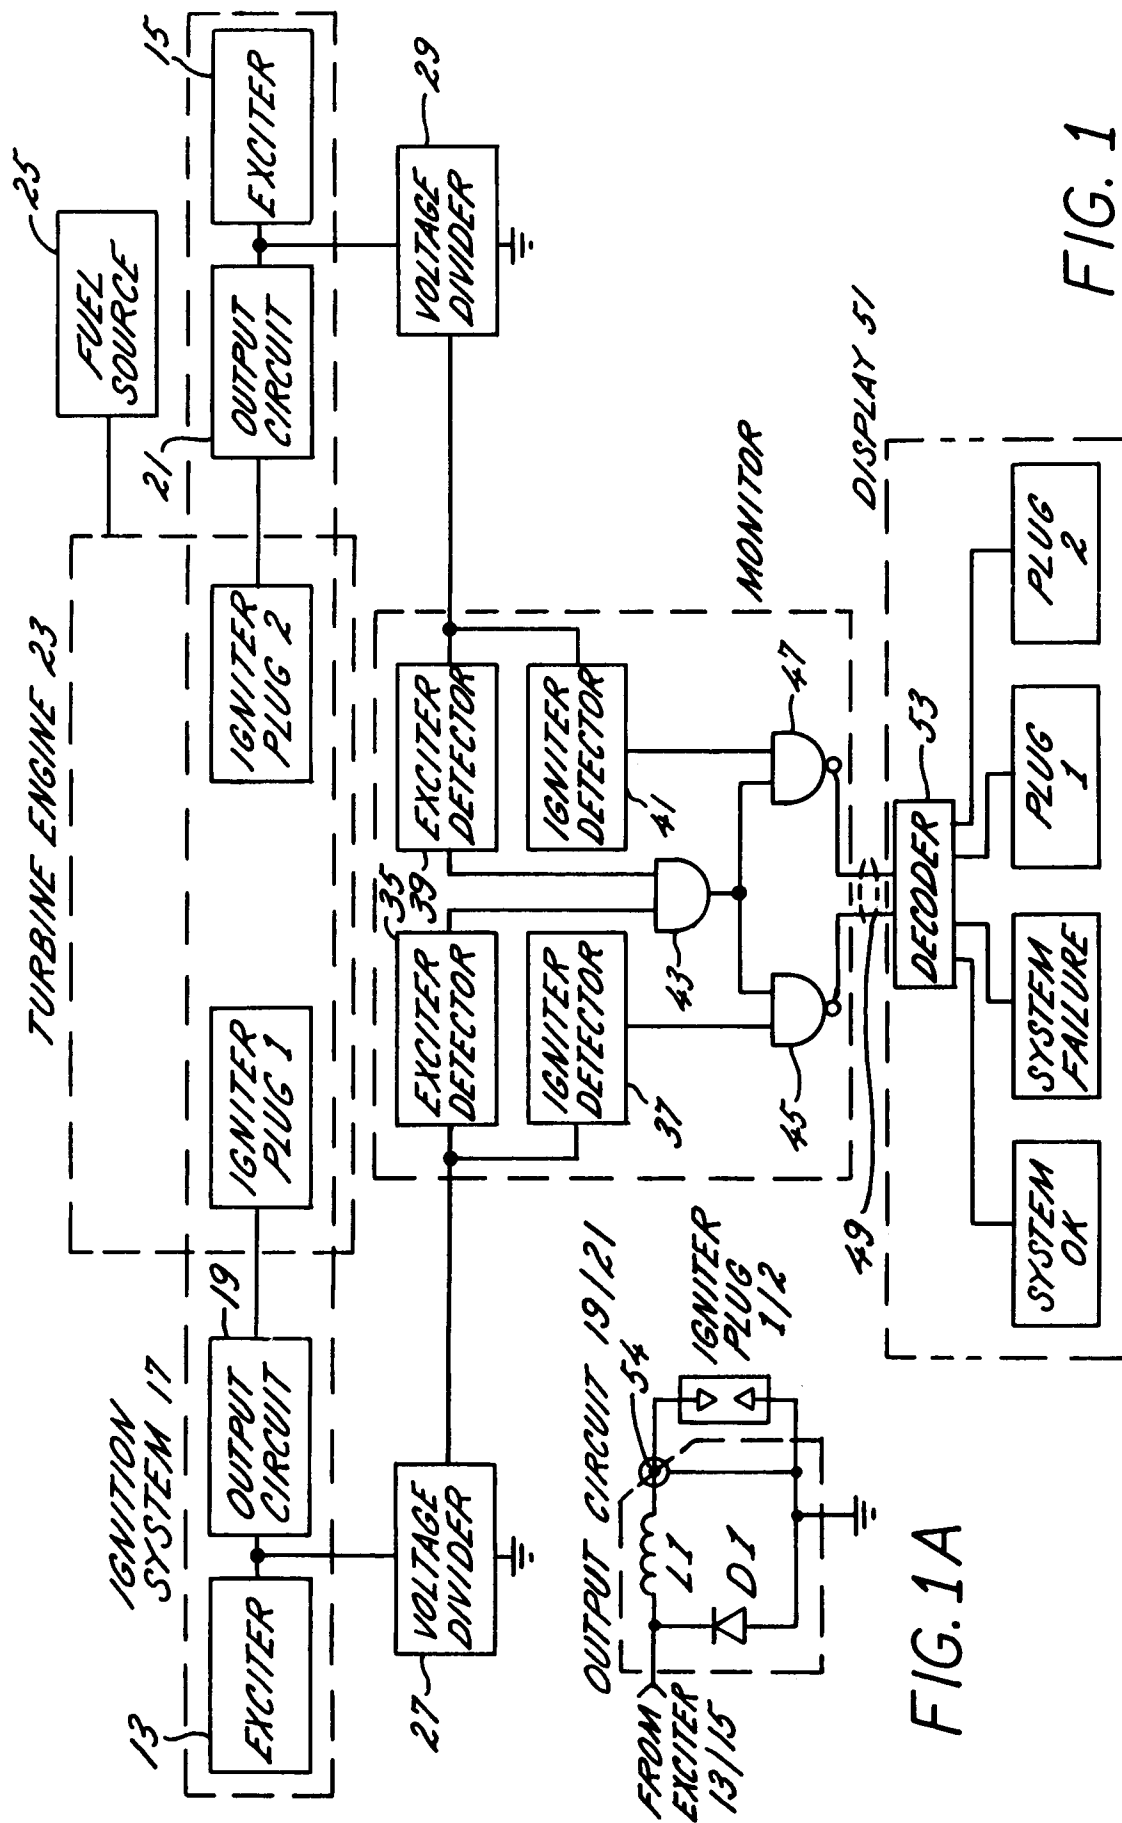 TURBINE ENGINE 23
25
FUEL
SOURCE
IGNITION
SYSTEM 17
13
EXCITER
19
OUTPUT
CIRCUIT
IGNITER
PLUG 1
IGNITER
PLUG 2
21
OUTPUT
CIRCUIT
15
EXCITER
27
VOLTAGE
DIVIDER
29
VOLTAGE
DIVIDER
35
EXCITER
DETECTOR
39
EXCITER
DETECTOR
IGNITER
DETECTOR
37
IGNITER
DETECTOR
41
43
45
47
MONITOR
49
DISPLAY 51
DECODER
53
SYSTEM
OK
SYSTEM
FAILURE
PLUG
1
PLUG
2
OUTPUT CIRCUIT 19/21
54
IGNITER
PLUG
1/2
L1
D1
FROM
EXCITER
13/15
FIG. 1A
FIG. 1